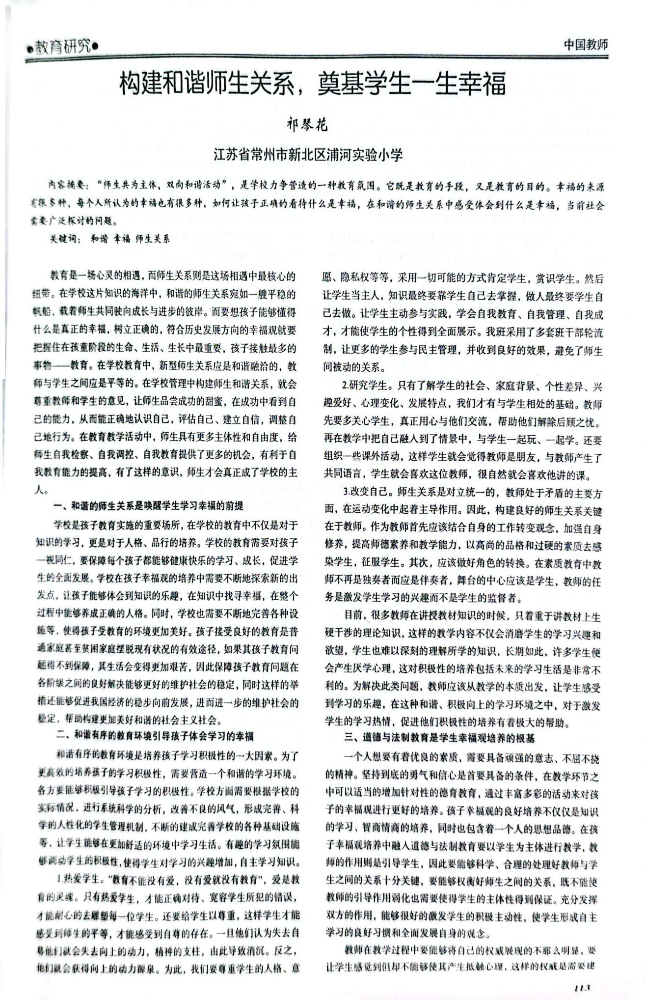 ●教育研究●
中国教师
构建和谐师生关系，奠基学生一生幸福
祁琴花
江苏省常州市新北区浦河实验小学
内容摘要：“师生共为主体，双向和谐活动”，是学校力争营造的一种教育氛围。它既是教育的手段，又是教育的目的。幸福的来源
有很多种，每个人所认为的幸福也有很多种，如何让孩子正确的看待什么是幸福，在和谐的师生关系中感受体会到什么是幸福，当前社会
需要广泛探讨的问题。
关键词： 和谐 幸福 师生关系
教育是一场心灵的相遇，而师生关系则是这场相遇中最核心的
纽带。在学校这片知识的海洋中，和谐的师生关系宛如一艘平稳的
帆船，载着师生共同驶向成长与进步的彼岸。而要想孩子能够懂得
什么是真正的幸福，树立正确的，符合历史发展方向的幸福观就要
把握住在孩童阶段的生命、生活、生长中最重要，孩子接触最多的
事物——教育。在学校教育中，新型师生关系应是和谐融洽的，教
师与学生之间应是平等的。在学校管理中构建师生和谐关系，就会
尊重教师和学生的意见，让师生品尝成功的甜蜜，在成功中看到自
己的能力，从而能正确地认识自己，评估自己、建立自信，调整自
己地行为。在教育教学活动中，师生具有更多主体性和自由度，给
师生自我检察、自我调控、自我教育提供了更多的机会，有利于自
我教育能力的提高，有了这样的意识，师生才会真正成了学校的主
人。
一、和谐的师生关系是唤醒学生学习幸福的前提
学校是孩子教育实施的重要场所，在学校的教育中不仅是对于
知识的学习，更是对于人格、品行的培养。学校的教育需要对孩子
一视同仁，要保障每个孩子都能够健康快乐的学习、成长，促进学
生的全面发展。学校在孩子幸福观的培养中需要不断地探索新的出
发点，让孩子能够体会到知识的乐趣，在知识中找寻幸福，在整个
过程中能够养成正确的人格。同时，学校也需要不断地完善各种设
施等，使得孩子受教育的环境更加美好。孩子接受良好的教育是普
通家庭甚至贫困家庭摆脱现有状况的有效途径，如果其孩子教育问
题得不到保障，其生活会变得更加艰苦，因此保障孩子教育问题在
各阶级之间的良好解决能够更好的维护社会的稳定，同时这样的举
措还能够促进我国经济的稳步向前发展，进而进一步的维护社会的
稳定，帮助构建更加美好和谐的社会主义社会。
二、和谐有序的教育环境引导孩子体会学习的幸福
和谐有序的教育环境是培养孩子学习积极性的一大因素。为了
更高效的培养孩子的学习积极性，需要营造一个和谐的学习环境。
各方要能够积极引导孩子学习的积极性。学校方面需要根据学校的
实际情况，进行系统科学的分析，改善不良的风气，形成完善、科
学的人性化的学生管理机制，不断的建成完善学校的各种基础设施
等，让学生能够在更加舒适的环境中学习生活。有趣的学习氛围能
够调动学生的积极性，使得学生对学习的兴趣增加，自主学习知识。
1.热爱学生。“教育不能没有爱，没有爱就没有教育”，爱是教
育的灵魂。只有热爱学生，才能正确对待、宽容学生所犯的错误，
才能耐心的去雕塑每一位学生。还要给学生以尊重，这样学生才能
感受到师生的平等，才能感受到自尊的存在。一旦他们认为失去自
尊他们就会失去向上的动力，精神的支柱，由此导致消沉。反之，
他们就会获得向上的动力源泉。为此，我们要尊重学生的人格、意
愿、隐私权等等，采用一切可能的方式肯定学生，赏识学生。然后
让学生当主人，知识最终要靠学生自己去掌握，做人最终要学生自
己去做。让学生主动参与实践，学会自我教育、自我管理、自我成
才，才能使学生的个性得到全面展示。我班采用了多套班干部轮流
制，让更多的学生参与民主管理，并收到良好的效果，避免了师生
间被动的关系。
2.研究学生。只有了解学生的社会、家庭背景、个性差异、兴
趣爱好、心理变化、发展特点，我们才有与学生相处的基础。教师
先要多关心学生，真正用心与他们交流，帮助他们解除后顾之忧。
再在教学中把自己融人到了情景中，与学生一起玩、一起学。还要
组织一些课外活动，这样学生就会觉得教师是朋友，与教师产生了
共同语言，学生就会喜欢这位教师，很自然就会喜欢他讲的课。
3.改变自己。师生关系是对立统一的，教师处于矛盾的主要方
面，在运动变化中起着主导作用。因此，构建良好的师生关系关键
在于教师。作为教师首先应该结合自身的工作转变观念，加强自身
修养，提高师德素养和教学能力，以高尚的品格和过硬的素质去感
染学生，征服学生。其次，应该做好角色的转换。在素质教育中教
师不再是独奏者而应是伴奏者，舞台的中心应该是学生，教师的任
务是激发学生学习的兴趣而不是学生的监督者。
目前，很多教师在讲授教材知识的时候，只着重于讲教材上生
硬干涉的理论知识，这样的教学内容不仅会消磨学生的学习兴趣和
欲望，学生也难以深刻的理解所学的知识，长期如此，许多学生便
会产生厌学心理，这对积极性的培养包括未来的学习生活是非常不
利的。为解决此类问题，教师应该从教学的本质出发，让学生感受
到学习的乐趣，在这种和谐、积极向上的学习环境之中，对于激发
学生的学习热情，促进他们积极性的培养有着极大的帮助。
三、道德与法制教育是学生幸福观培养的根基
一个人想要有着优良的素质，需要具备顽强的意志、不屈不挠
的精神。坚持到底的勇气和信心是首要具备的条件，在教学环节之
中可以适当的增加针对性的德育教育，通过丰富多彩的活动来对孩
子的幸福观进行更好的培养。孩子幸福观的良好培养不仅仅是知识
的学习、智商情商的培养，同时也包含着一个人的思想品德。在孩
子幸福观培养中融人道德与法制教育要以学生为主体进行教学，教
师的作用则是引导学生，因此要能够科学、合理的处理好教师与学
生之间的关系十分关键，要能够权衡好师生之间的关系，既不能使
教师的引导作用弱化也需要使得学生的主体性得到保证。充分发挥
双方的作用，能够很好的激发学生的积极主动性，使学生形成自主
学习的良好习惯和全面发展自身的观念。
教师在教学过程中要能够将自己的权威展现的不那么明显，要
让学生感觉到但却不能够使其产生抵触心理，这样的权威是需要建
113